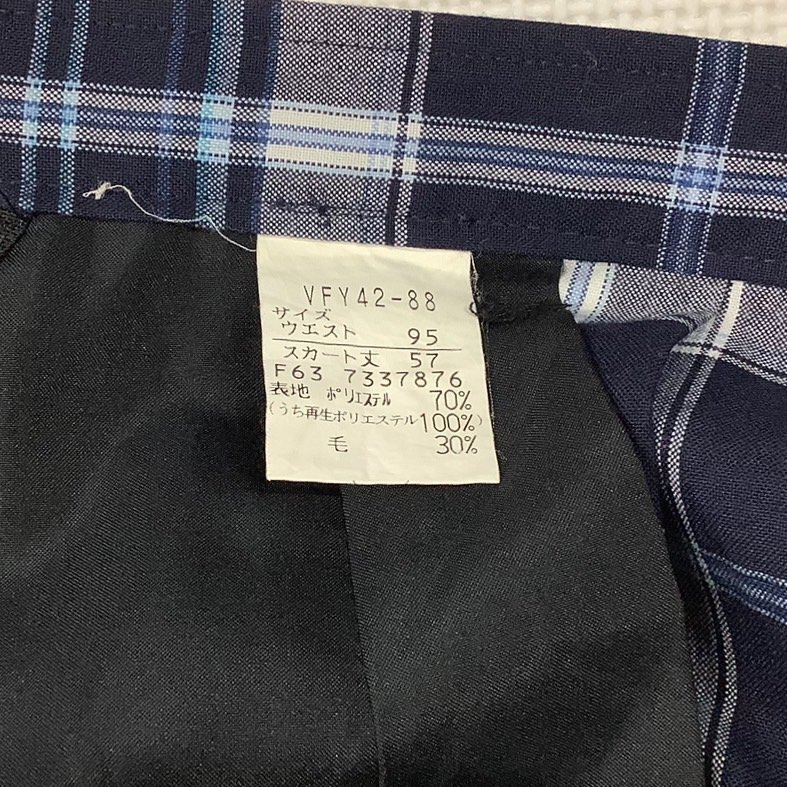 VFY42-88
サイズ
ウエスト 95
スカート丈 57
F63 7337876
表地 ポリエステル 70%
(うち再生ポリエステル100%)
毛 30%